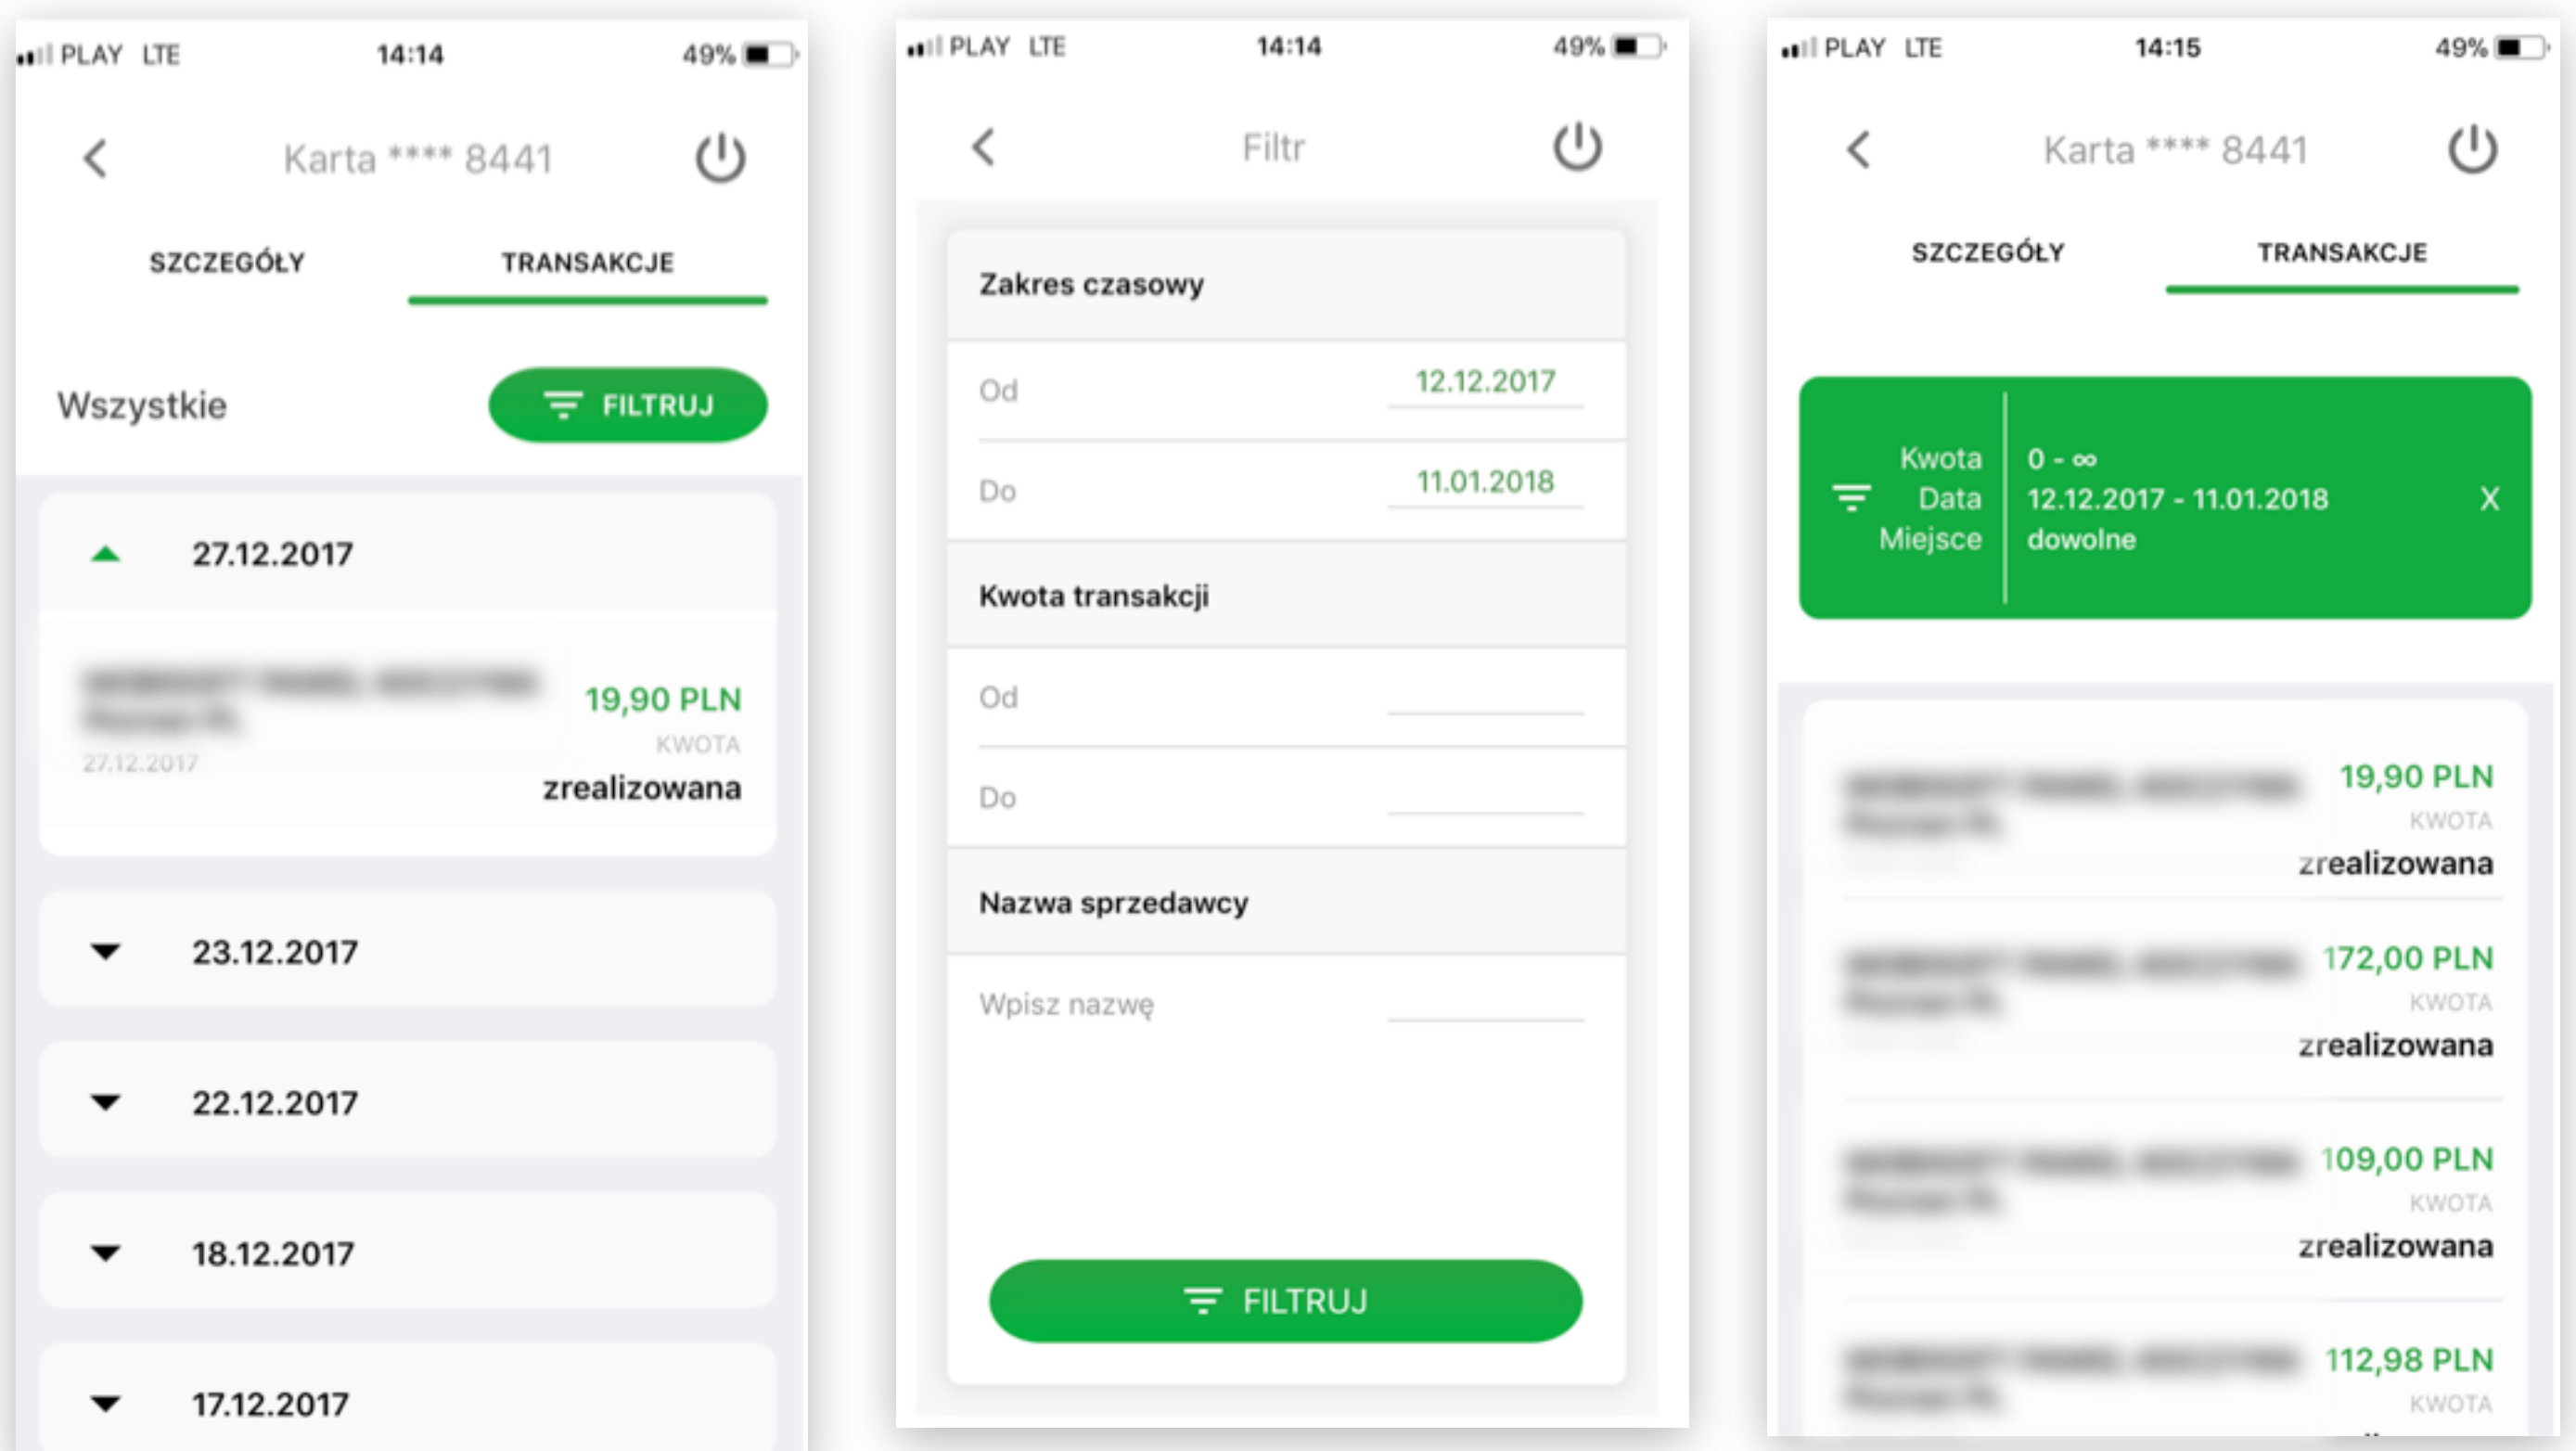 PLAY LTE 14:14 49%
Karta **** 8441
SZCZEGÓŁY TRANSAKCJE
Wszystkie FILTRUJ
27.12.2017
19,90 PLN
KWOTA
27.12.2017
zrealizowana
23.12.2017
22.12.2017
18.12.2017
17.12.2017
PLAY LTE 14:14 49%
Filtr
Zakres czasowy
Od 12.12.2017
Do 11.01.2018
Kwota transakcji
Od
Do
Nazwa sprzedawcy
Wpisz nazwę
FILTRUJ
PLAY LTE 14:15 49%
Karta **** 8441
SZCZEGÓŁY TRANSAKCJE
Kwota 0 - ∞
Data 12.12.2017 - 11.01.2018 X
Miejsce dowolne
19,90 PLN
KWOTA
zrealizowana
172,00 PLN
KWOTA
zrealizowana
109,00 PLN
KWOTA
zrealizowana
112,98 PLN
KWOTA